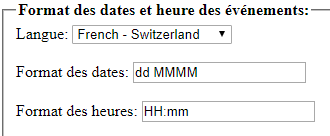 Format des dates et heure des événements:
Langue: French - Switzerland
Format des dates: dd MMMM
Format des heures: HH:mm